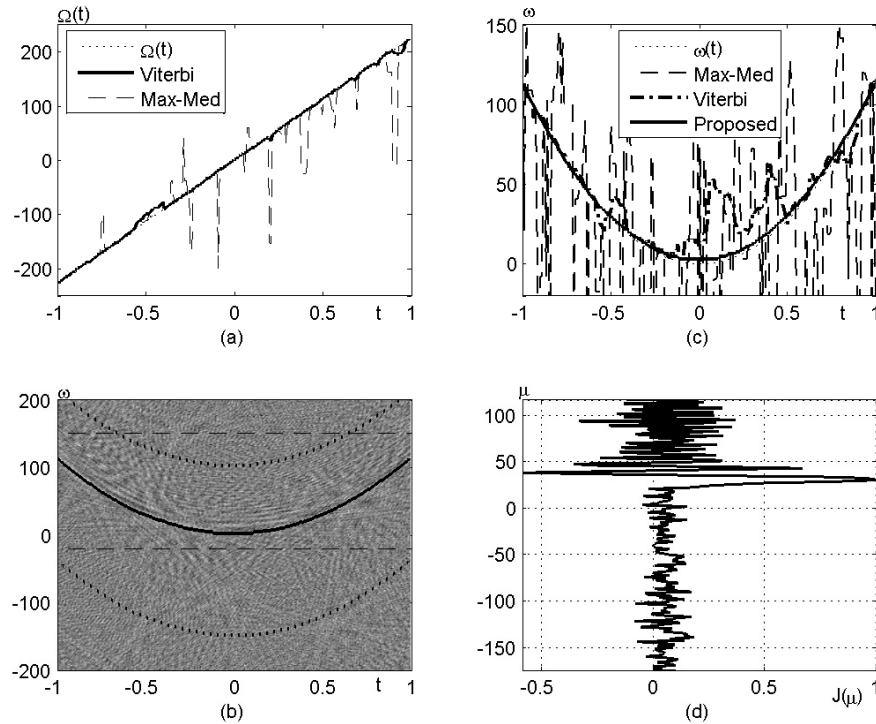 Ω(t)
200
100
0
-100
-200
Ω(t)
Viterbi
Max-Med
-1
-0.5
0
0.5
t
1
(a)
ω
150
100
50
0
ω(t)
Max-Med
Viterbi
Proposed
-1
-0.5
0
0.5
t
1
(c)
ω
200
100
0
-100
-200
-1
-0.5
0
0.5
t
1
(b)
μ
100
50
0
-50
-100
-150
-0.5
0
0.5
J(μ)
1
(d)